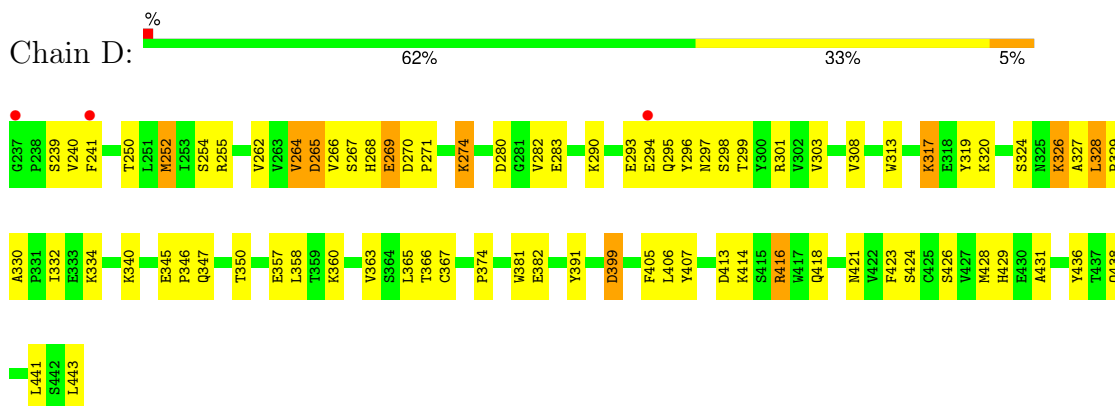 %
Chain D:
62% 33% 5%
G237 P238 S239 V240 F241 T250 L251 M252 I253 S254 R255 V262 V263 V264 D265 V266 S267 H268 E269 D270 P271 K274 D280 G281 V282 E283 K290 E293 E294 Q295 Y296 N297 S298 T299 Y300 R301 V302 V303 V308 W313 K317 E318 Y319 K320 S324 N325 K326 A327 L328
A330 P331 I332 E333 K334 K340 E345 P346 Q347 T350 E357 L358 T359 K360 V363 S364 L365 T366 C367 P374 W381 E382 Y391 D399 F405 L406 Y407 D413 K414 S415 R416 W417 Q418 N421 V422 F423 S424 C425 S426 V427 M428 H429 E430 A431 Y436 T437
L441 S442 L443